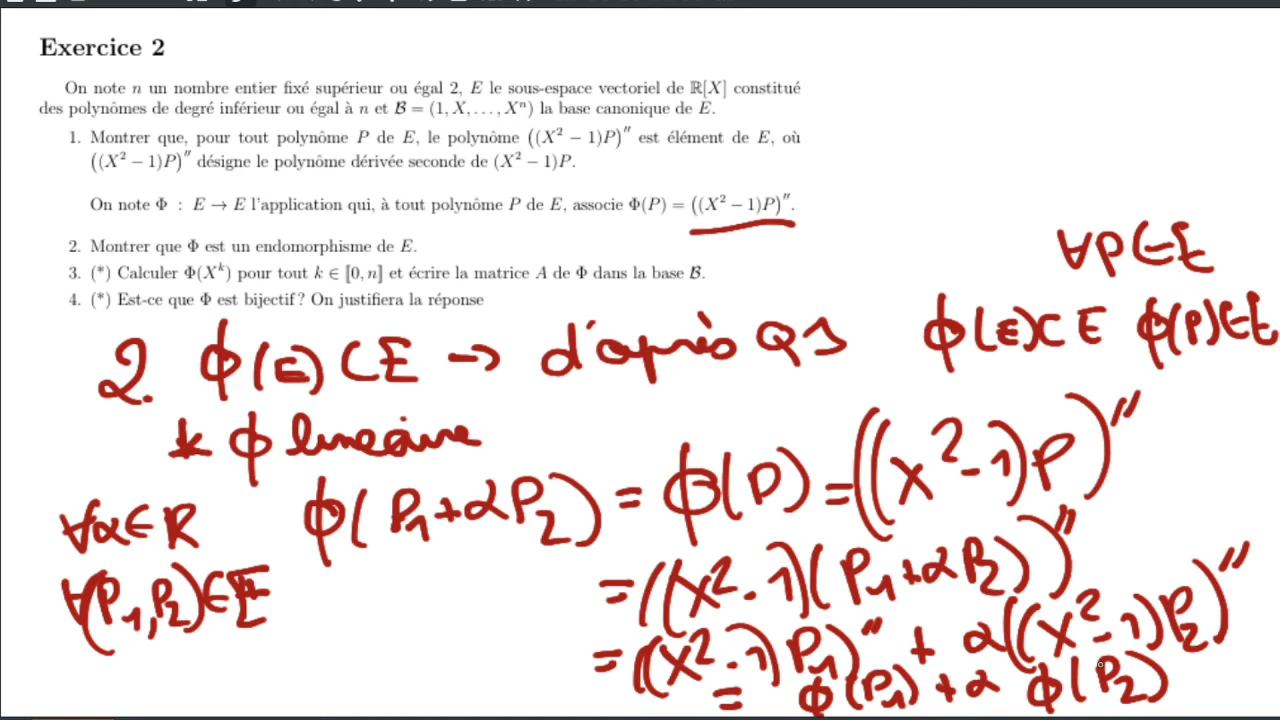 Exercice 2
On note n un nombre entier fixé supérieur ou égal 2, E le sous-espace vectoriel de ℝ[X] constitué
des polynômes de degré inférieur ou égal à n et ℬ = (1, X, . . . , Xⁿ) la base canonique de E.
1. Montrer que, pour tout polynôme P de E, le polynôme ((X² − 1)P)″ est élément de E, où
((X² − 1)P)″ désigne le polynôme dérivée seconde de (X² − 1)P.
On note Φ : E → E l'application qui, à tout polynôme P de E, associe Φ(P) = ((X² − 1)P)″.
2. Montrer que Φ est un endomorphisme de E.
3. (*) Calculer Φ(Xᵏ) pour tout k ∈ ⟦0, n⟧ et écrire la matrice A de Φ dans la base ℬ.
4. (*) Est-ce que Φ est bijectif ? On justifiera la réponse
∀P∈E
2. ϕ(E) ⊂ E → d'après Q1
ϕ(E)⊂E ϕ(P)∈E
* ϕ linéaire
∀α∈ℝ
∀(P₁,P₂)∈E
ϕ(P₁+αP₂) = ϕ(P) = ((X²-1)P)″
= ((X²-1)(P₁+αP₂))″
= ((X²-1)P₁)″ + α((X²-1)P₂)″
= ϕ(P₁) + α ϕ(P₂)